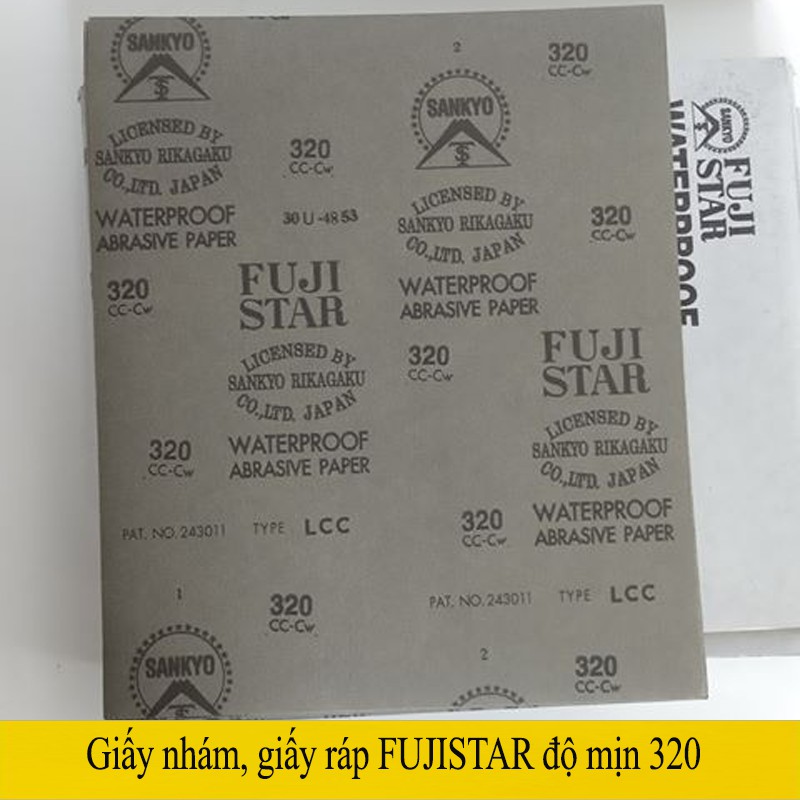 SANKYO
2
320
CC-Cw
SANKYO
LICENSED BY
SANKYO RIKAGAKU
CO.,LTD. JAPAN
320
CC-Cw
WATERPROOF
ABRASIVE PAPER
30 U-48 53
LICENSED BY
SANKYO RIKAGAKU
CO.,LTD. JAPAN
320
CC-Cw
320
CC-Cw
FUJI
STAR
WATERPROOF
ABRASIVE PAPER
LICENSED BY
SANKYO RIKAGAKU
CO.,LTD. JAPAN
320
CC-Cw
FUJI
STAR
320
CC-Cw
WATERPROOF
ABRASIVE PAPER
LICENSED BY
SANKYO RIKAGAKU
CO.,LTD. JAPAN
PAT. NO. 243011 TYPE LCC
320
CC-Cw
WATERPROOF
ABRASIVE PAPER
1
320
CC-Cw
PAT. NO. 243011 TYPE LCC
SANKYO
2
320
CC-Cw
SANKYO
FUJI
STAR
WATERPROOF
Giấy nhám, giấy ráp FUJISTAR độ mịn 320